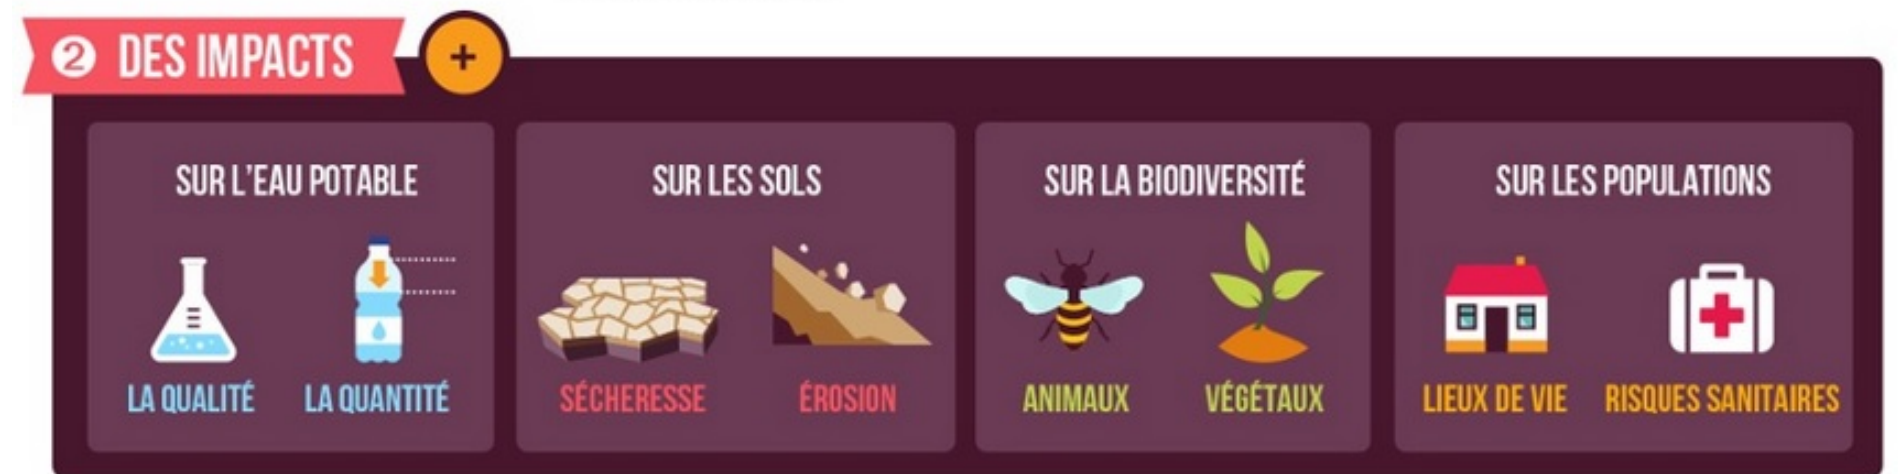 2 DES IMPACTS +
SUR L'EAU POTABLE
LA QUALITÉ
LA QUANTITÉ
SUR LES SOLS
SÉCHERESSE
ÉROSION
SUR LA BIODIVERSITÉ
ANIMAUX
VÉGÉTAUX
SUR LES POPULATIONS
LIEUX DE VIE
RISQUES SANITAIRES